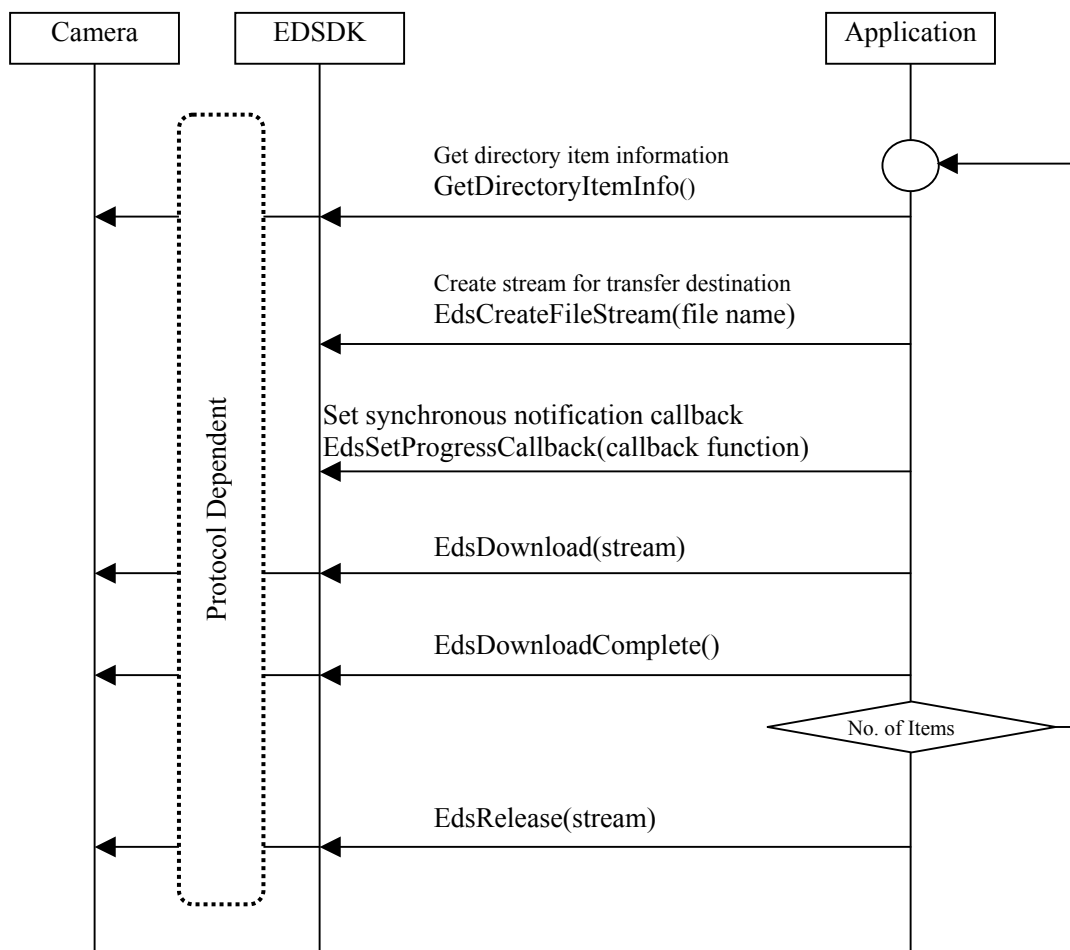 Camera
EDSDK
Application
Get directory item information
GetDirectoryItemInfo()
Create stream for transfer destination
EdsCreateFileStream(file name)
Set synchronous notification callback
EdsSetProgressCallback(callback function)
Protocol Dependent
EdsDownload(stream)
EdsDownloadComplete()
No. of Items
EdsRelease(stream)